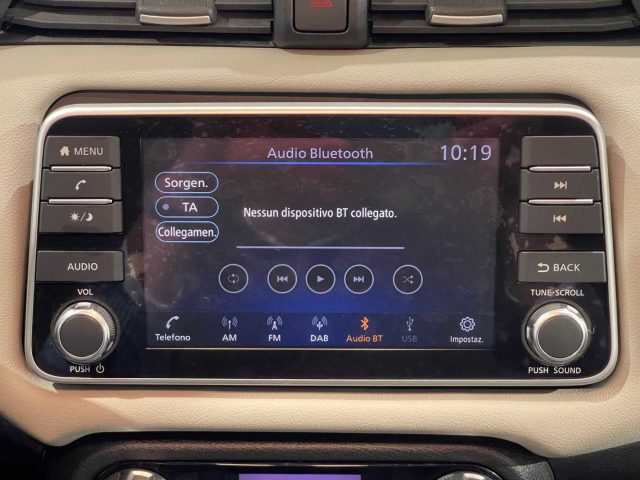 MENU
AUDIO
VOL
PUSH
Audio Bluetooth
10:19
Sorgen.
TA
Nessun dispositivo BT collegato.
Collegamen.
Telefono
AM
FM
DAB
Audio BT
USB
Impostaz.
BACK
TUNE·SCROLL
PUSH SOUND